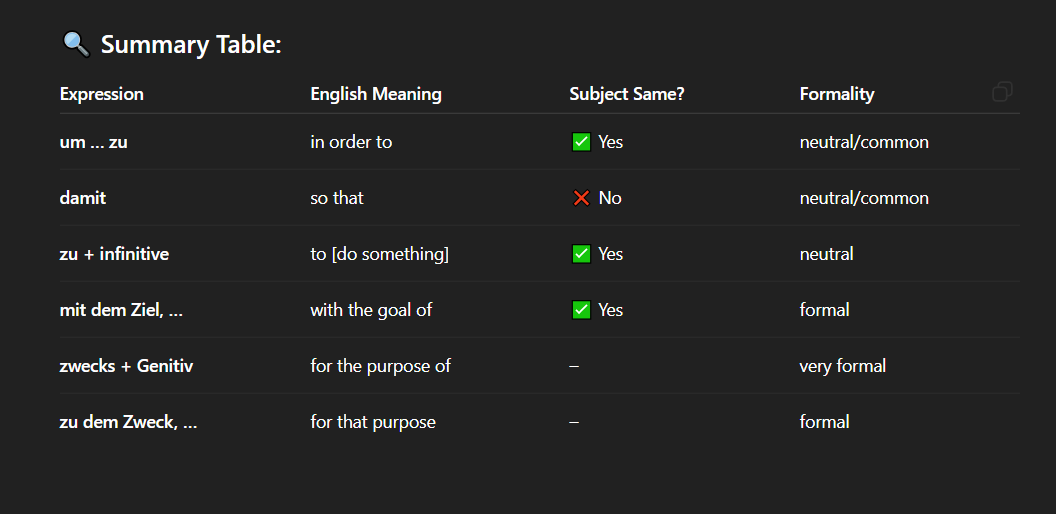 🔍 Summary Table:
Expression English Meaning Subject Same? Formality
um … zu in order to ✅ Yes neutral/common
damit so that ❌ No neutral/common
zu + infinitive to [do something] ✅ Yes neutral
mit dem Ziel, … with the goal of ✅ Yes formal
zwecks + Genitiv for the purpose of – very formal
zu dem Zweck, … for that purpose – formal